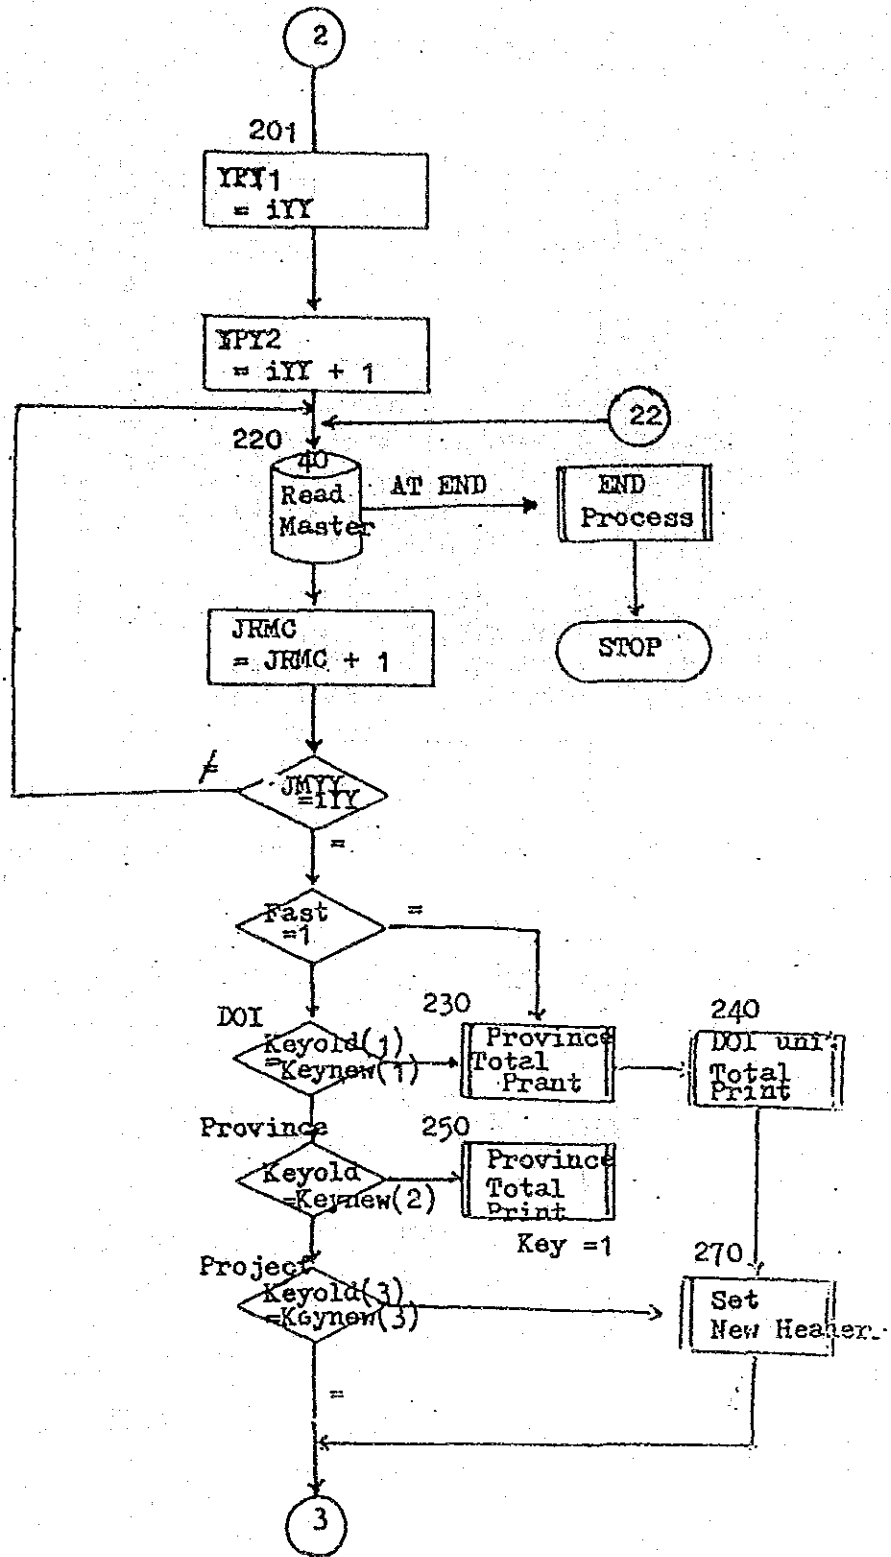 2
201
YPY1
= iYY
YPY2
= iYY + 1
22
220
40
Read
Master
AT END
END
Process
JRMC
= JRMC + 1
STOP
≠
JMYY
=iYY
=
Fast
=1
=
DOI
Keyold(1)
=Keynew(1)
230
Province
Total
Prant
240
DOI uni
Total
Print
Province
Keyold
=Keynew(2)
250
Province
Total
Print
Key =1
Project
Keyold(3)
=Keynew(3)
270
Set
New Heaner
=
3